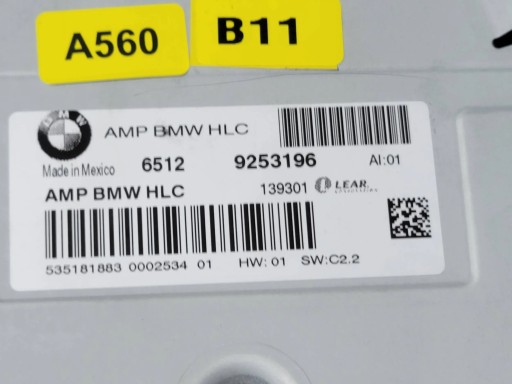 A560 B11
BMW
AMP BMW HLC
Made in Mexico 6512 9253196 AI:01
AMP BMW HLC 139301 LEAR
535181883 0002534 01 HW: 01 SW:C2.2